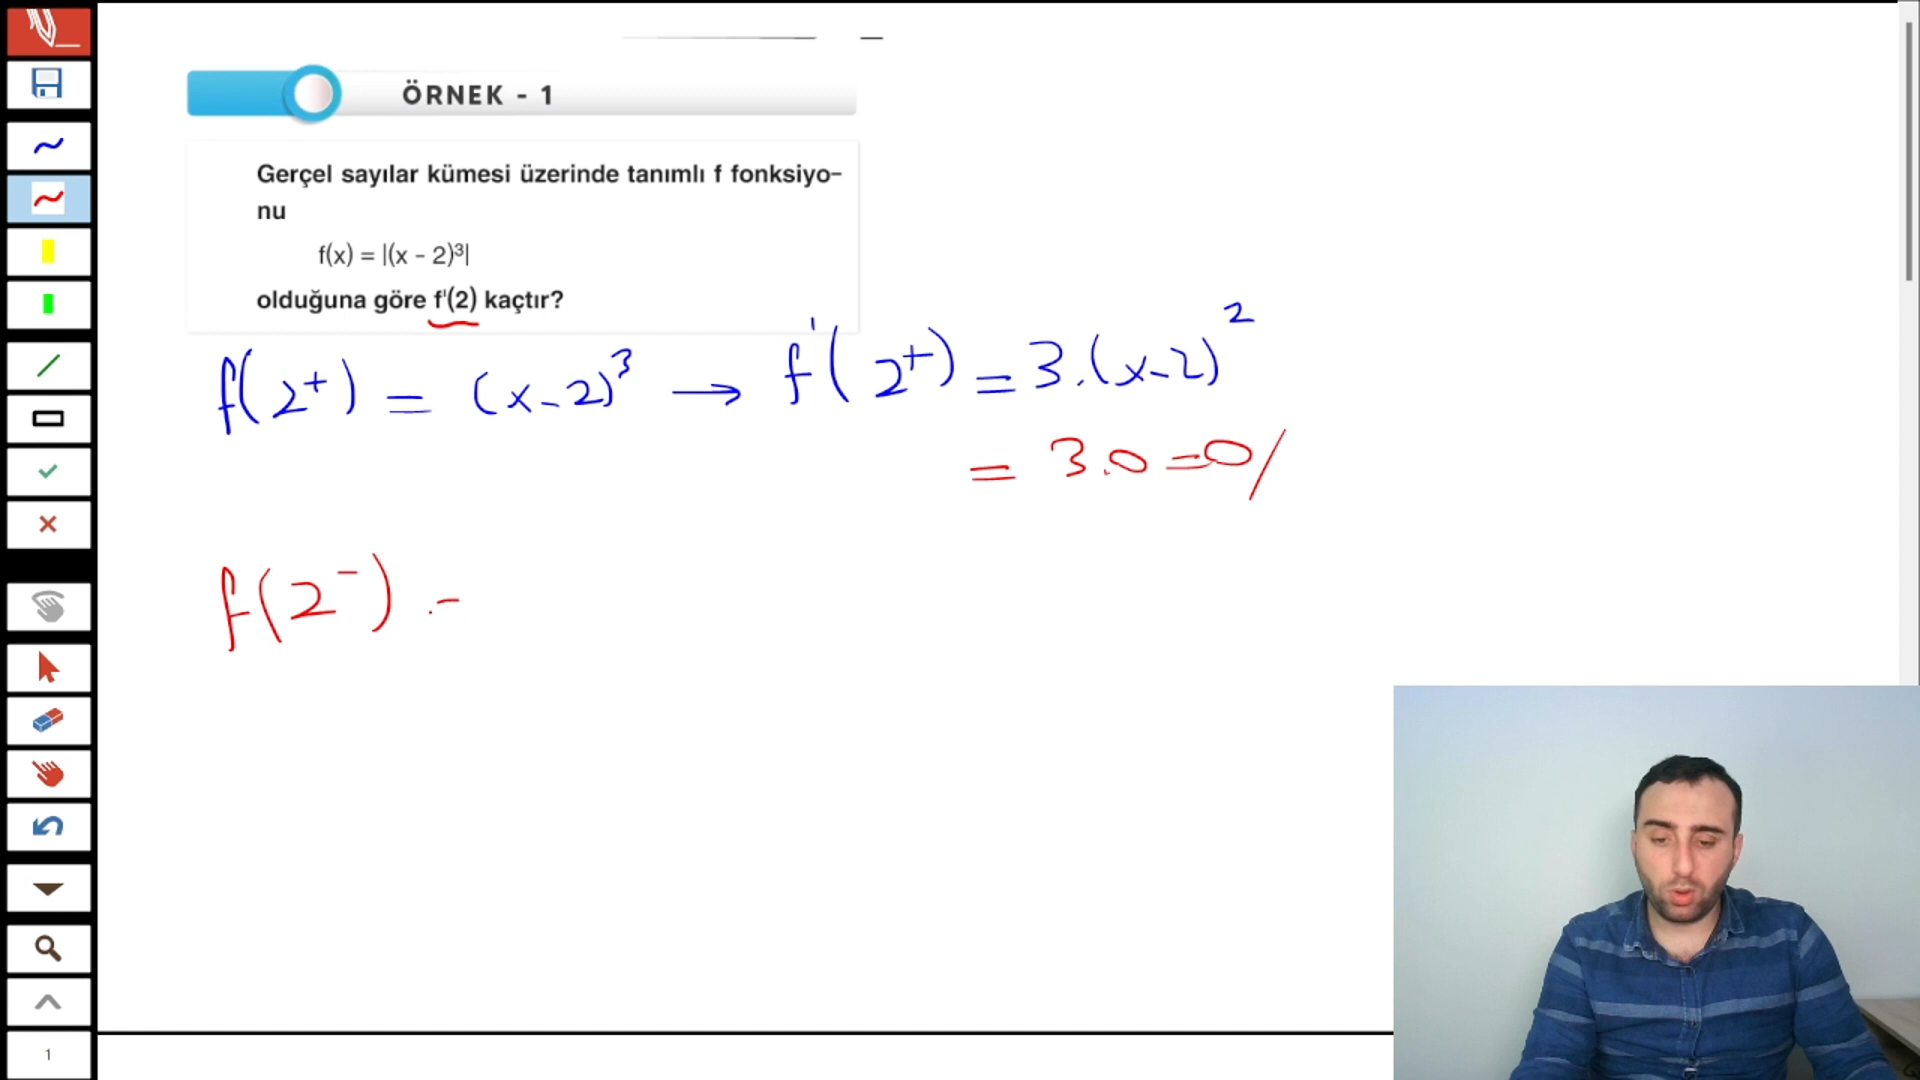 ÖRNEK - 1
Gerçel sayılar kümesi üzerinde tanımlı f fonksiyo-
nu
f(x) = |(x - 2)³|
olduğuna göre f'(2) kaçtır?
f(2⁺) = (x-2)³ → f'(2⁺) = 3.(x-2)²
= 3.0=0/
f(2⁻) -
1